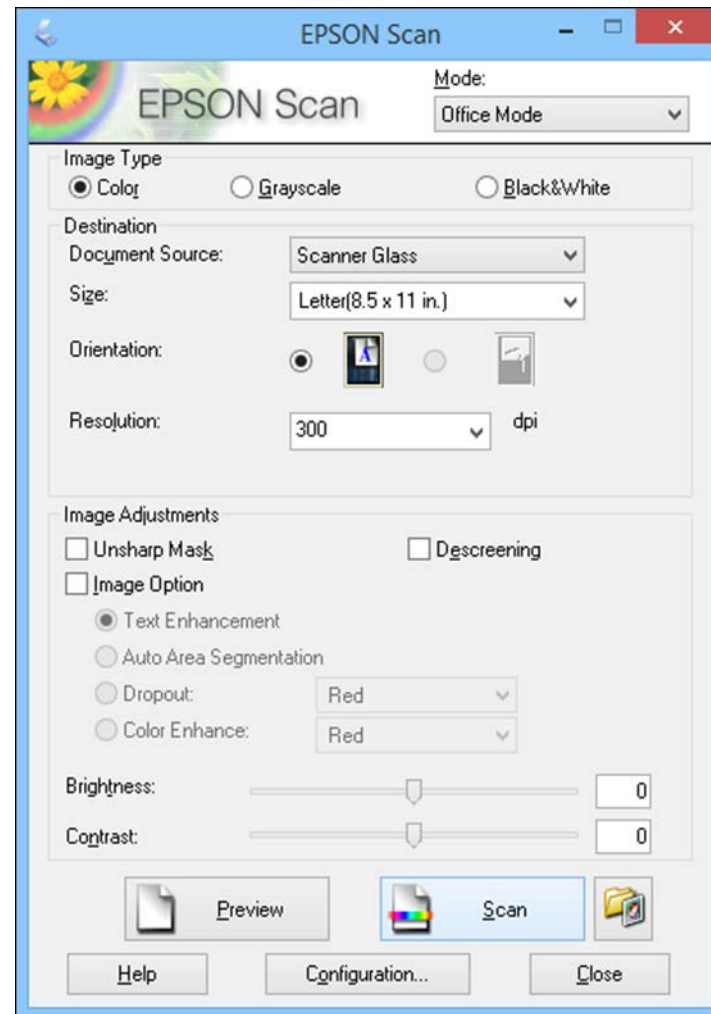 EPSON Scan
EPSON Scan
Mode:
Office Mode
Image Type
Color Grayscale Black&White
Destination
Document Source: Scanner Glass
Size: Letter(8.5 x 11 in.)
Orientation: A
Resolution: 300 dpi
Image Adjustments
Unsharp Mask Descreening
Image Option
Text Enhancement
Auto Area Segmentation
Dropout: Red
Color Enhance: Red
Brightness: 0
Contrast: 0
Preview Scan
Help Configuration... Close